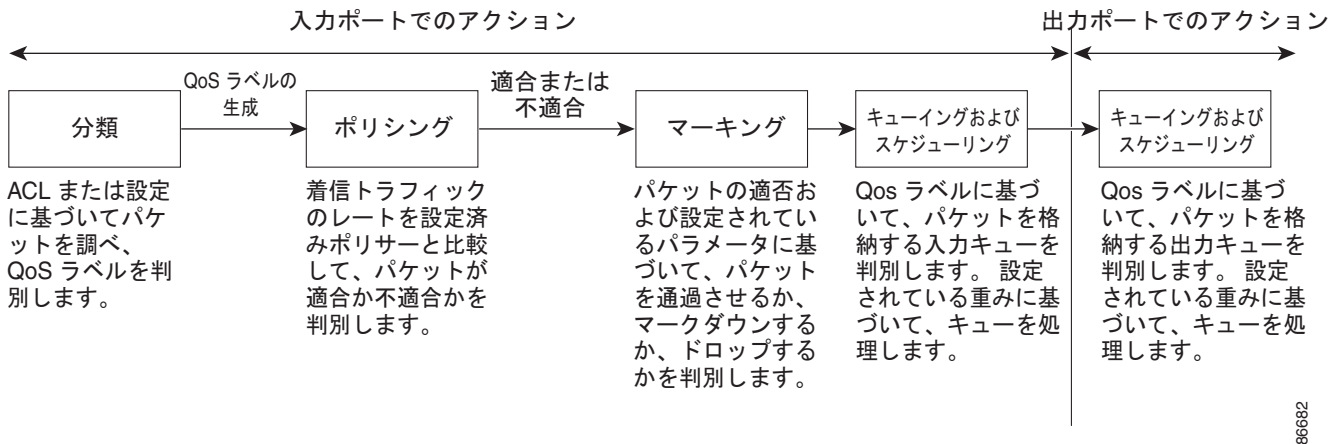 入力ポートでのアクション
出力ポートでのアクション
分類
QoS ラベルの
生成
ポリシング
適合または
不適合
マーキング
キューイングおよび
スケジューリング
キューイングおよび
スケジューリング
ACL または設定
に基づいてパケ
ットを調べ、
QoS ラベルを判
別します。
着信トラフィック
のレートを設定済
みポリサーと比較
して、パケットが
適合か不適合かを
判別します。
パケットの適否お
よび設定されてい
るパラメータに基
づいて、パケット
を通過させるか、
マークダウンする
か、ドロップする
かを判別します。
Qos ラベルに基づ
いて、パケットを格
納する入力キューを
判別します。 設定
されている重みに基
づいて、キューを処
理します。
Qos ラベルに基づ
いて、パケットを格
納する出力キューを
判別します。 設定
されている重みに基
づいて、キューを処
理します。
86682